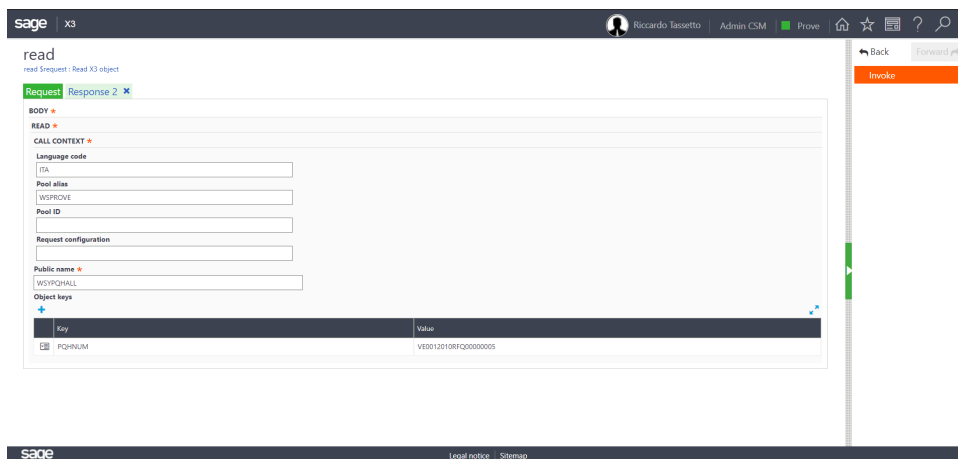 sage X3 Riccardo Tassetto Admin CSM Prove ?
read
read $request : Read X3 object
Back Forward
Invoke
Request Response 2 ✖
BODY *
READ *
CALL CONTEXT *
Language code
ITA
Pool alias
WSPROVE
Pool ID
Request configuration
Public name *
WSYPQHALL
Object keys
+
Key Value
PQHNUM VE0012010RFQ00000005
sage Legal notice Sitemap